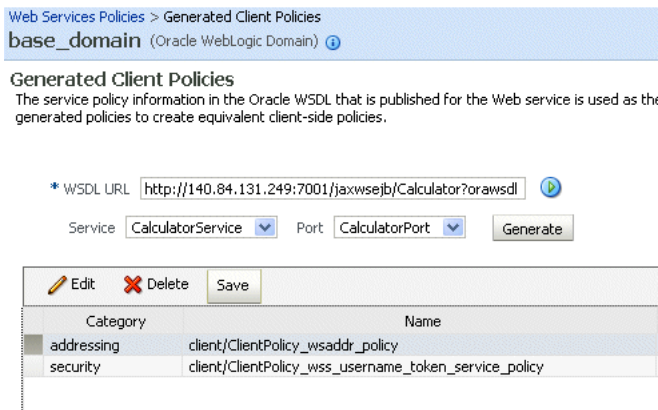 Web Services Policies > Generated Client Policies
base_domain (Oracle WebLogic Domain)
Generated Client Policies
The service policy information in the Oracle WSDL that is published for the Web service is used as the
generated policies to create equivalent client-side policies.
* WSDL URL http://140.84.131.249:7001/jaxwsejb/Calculator?orawsdl
Service CalculatorService Port CalculatorPort Generate
Edit Delete Save
Category Name
addressing client/ClientPolicy_wsaddr_policy
security client/ClientPolicy_wss_username_token_service_policy